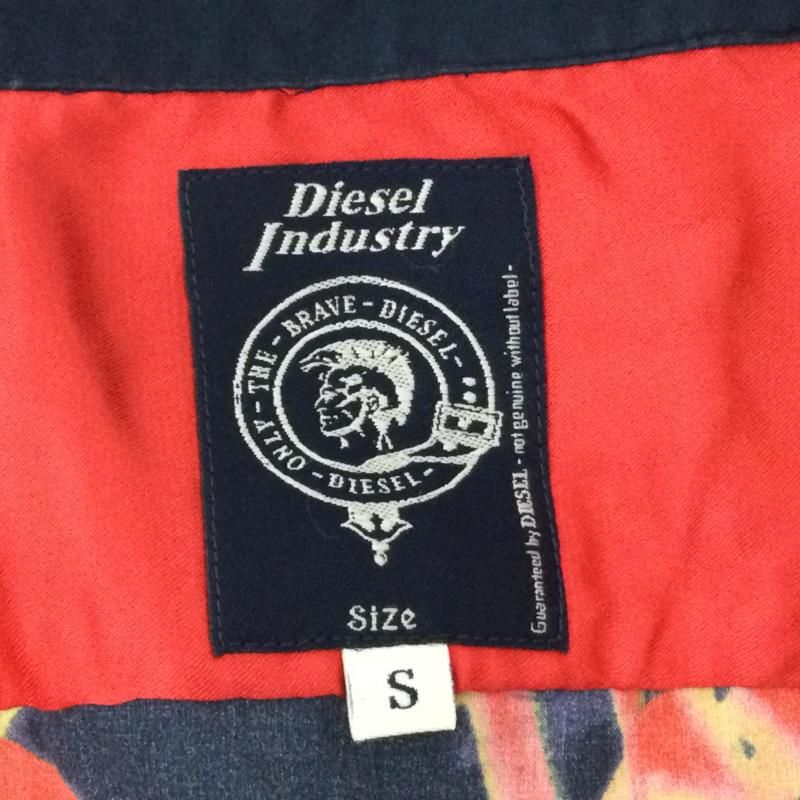 Diesel
Industry
ONLY - THE - BRAVE - DIESEL -
- DIESEL -
Guaranteed by DIESEL - not genuine without label -
Size
S